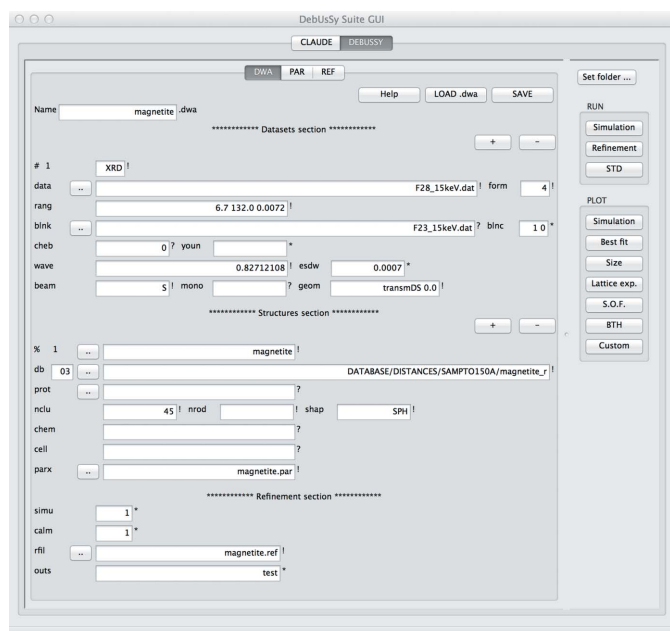 DebUsSy Suite GUI
CLAUDE DEBUSSY
DWA PAR REF
Set folder ...
Help LOAD .dwa SAVE
Name magnetite .dwa
RUN
************ Datasets section ************
Simulation
+ -
Refinement
# 1 XRD !
STD
data .. F28_15keV.dat ! form 4 !
rang 6.7 132.0 0.0072 !
PLOT
blnk .. F23_15keV.dat ? blnc 1 0 *
Simulation
cheb 0 ? youn *
Best fit
wave 0.82712108 ! esdw 0.0007 *
Size
beam S ! mono ? geom transmDS 0.0 !
Lattice exp.
************ Structures section ************
S.O.F.
+ -
BTH
% 1 .. magnetite !
Custom
db 03 .. DATABASE/DISTANCES/SAMPTO150A/magnetite_r !
prot .. ?
nclu 45 ! nrod ! shap SPH !
chem ?
cell ?
parx .. magnetite.par !
************ Refinement section ************
simu 1 *
calm 1 *
rfil .. magnetite.ref !
outs test *